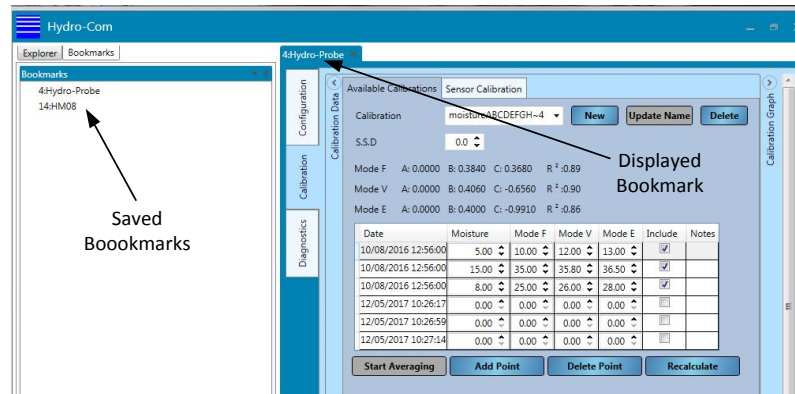 Hydro-Com
Explorer Bookmarks
Bookmarks
4:Hydro-Probe
14:HM08
Saved
Boookmarks
4:Hydro-Probe
Configuration
Calibration
Diagnostics
Calibration Data
Available Calibrations Sensor Calibration
Calibration moistureABCDEFGH~4 New Update Name Delete
S.S.D 0.0
Mode F A: 0.0000 B: 0.3840 C: 0.3680 R ² :0.89
Mode V A: 0.0000 B: 0.4060 C: -0.6560 R ² :0.90
Mode E A: 0.0000 B: 0.4000 C: -0.9910 R ² :0.86
Displayed
Bookmark
Date Moisture Mode F Mode V Mode E Include Notes
10/08/2016 12:56:00 5.00 10.00 12.00 13.00
10/08/2016 12:56:00 15.00 35.00 35.80 36.50
10/08/2016 12:56:00 8.00 25.00 26.00 28.00
12/05/2017 10:26:17 0.00 0.00 0.00 0.00
12/05/2017 10:26:59 0.00 0.00 0.00 0.00
12/05/2017 10:27:14 0.00 0.00 0.00 0.00
Start Averaging Add Point Delete Point Recalculate
Calibration Graph